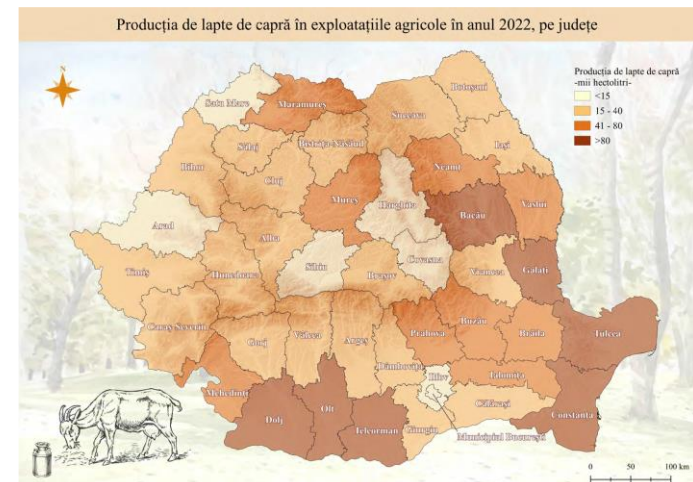 Producția de lapte de capră în exploatațiile agricole în anul 2022, pe județe
N
Producția de lapte de capră
-mii hectolitri-
<15
15 - 40
41 - 80
>80
Satu Mare
Maramureș
Botoșani
Suceava
Sălaj
Bistrița-Năsăud
Iași
Bihor
Cluj
Neamț
Mureș
Harghita
Bacău
Vaslui
Arad
Alba
Sibiu
Covasna
Timiș
Hunedoara
Brașov
Vrancea
Galați
Caraș Severin
Gorj
Vâlcea
Argeș
Prahova
Buzău
Brăila
Tulcea
Dâmbovița
Ilfov
Ialomița
Mehedinți
Călărași
Dolj
Olt
Teleorman
Giurgiu
Constanța
Municipiul București
0 50 100 km